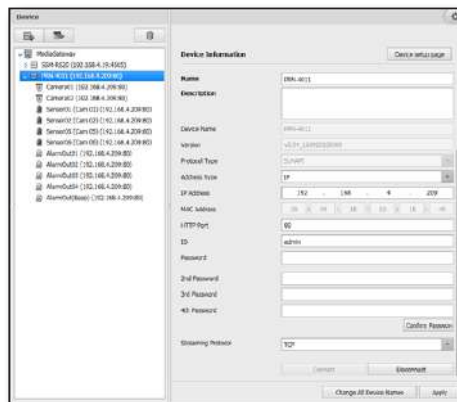 Device
MediaGateway
SSM-RS20 (192.168.4.19:4505)
PRN-4011 (192.168.4.209:80)
Camera01 (192.168.4.209:80)
Camera02 (192.168.4.209:80)
Sensor01 (Cam 01) (192.168.4.209:80)
Sensor02 (Cam 02) (192.168.4.209:80)
Sensor05 (Cam 05) (192.168.4.209:80)
Sensor06 (Cam 06) (192.168.4.209:80)
AlarmOut01 (192.168.4.209:80)
AlarmOut02 (192.168.4.209:80)
AlarmOut03 (192.168.4.209:80)
AlarmOut04 (192.168.4.209:80)
AlarmOut(Beep) (192.168.4.209:80)
Device Information
Device setup page
Name PRN-4011
Description
Device Name PRN-4011
Version
Protocol Type SUNAPI
Address Type IP
IP Address 192 . 168 . 4 . 209
MAC Address
HTTP Port 80
ID admin
Password
2nd Password
3rd Password
4th Password
Confirm Password
Streaming Protocol TCP
Connect Disconnect
Change All Device Names Apply